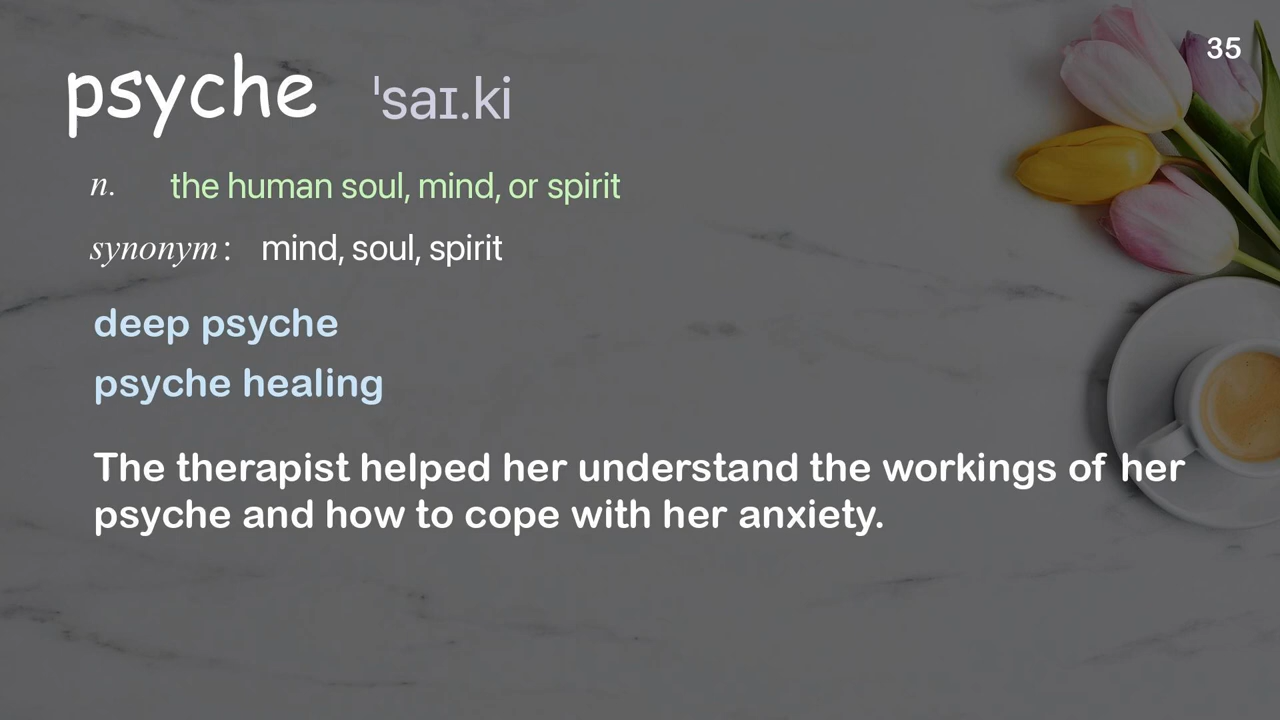 35
psyche ˈsaɪ.ki
n. the human soul, mind, or spirit
synonym: mind, soul, spirit
deep psyche
psyche healing
The therapist helped her understand the workings of her
psyche and how to cope with her anxiety.